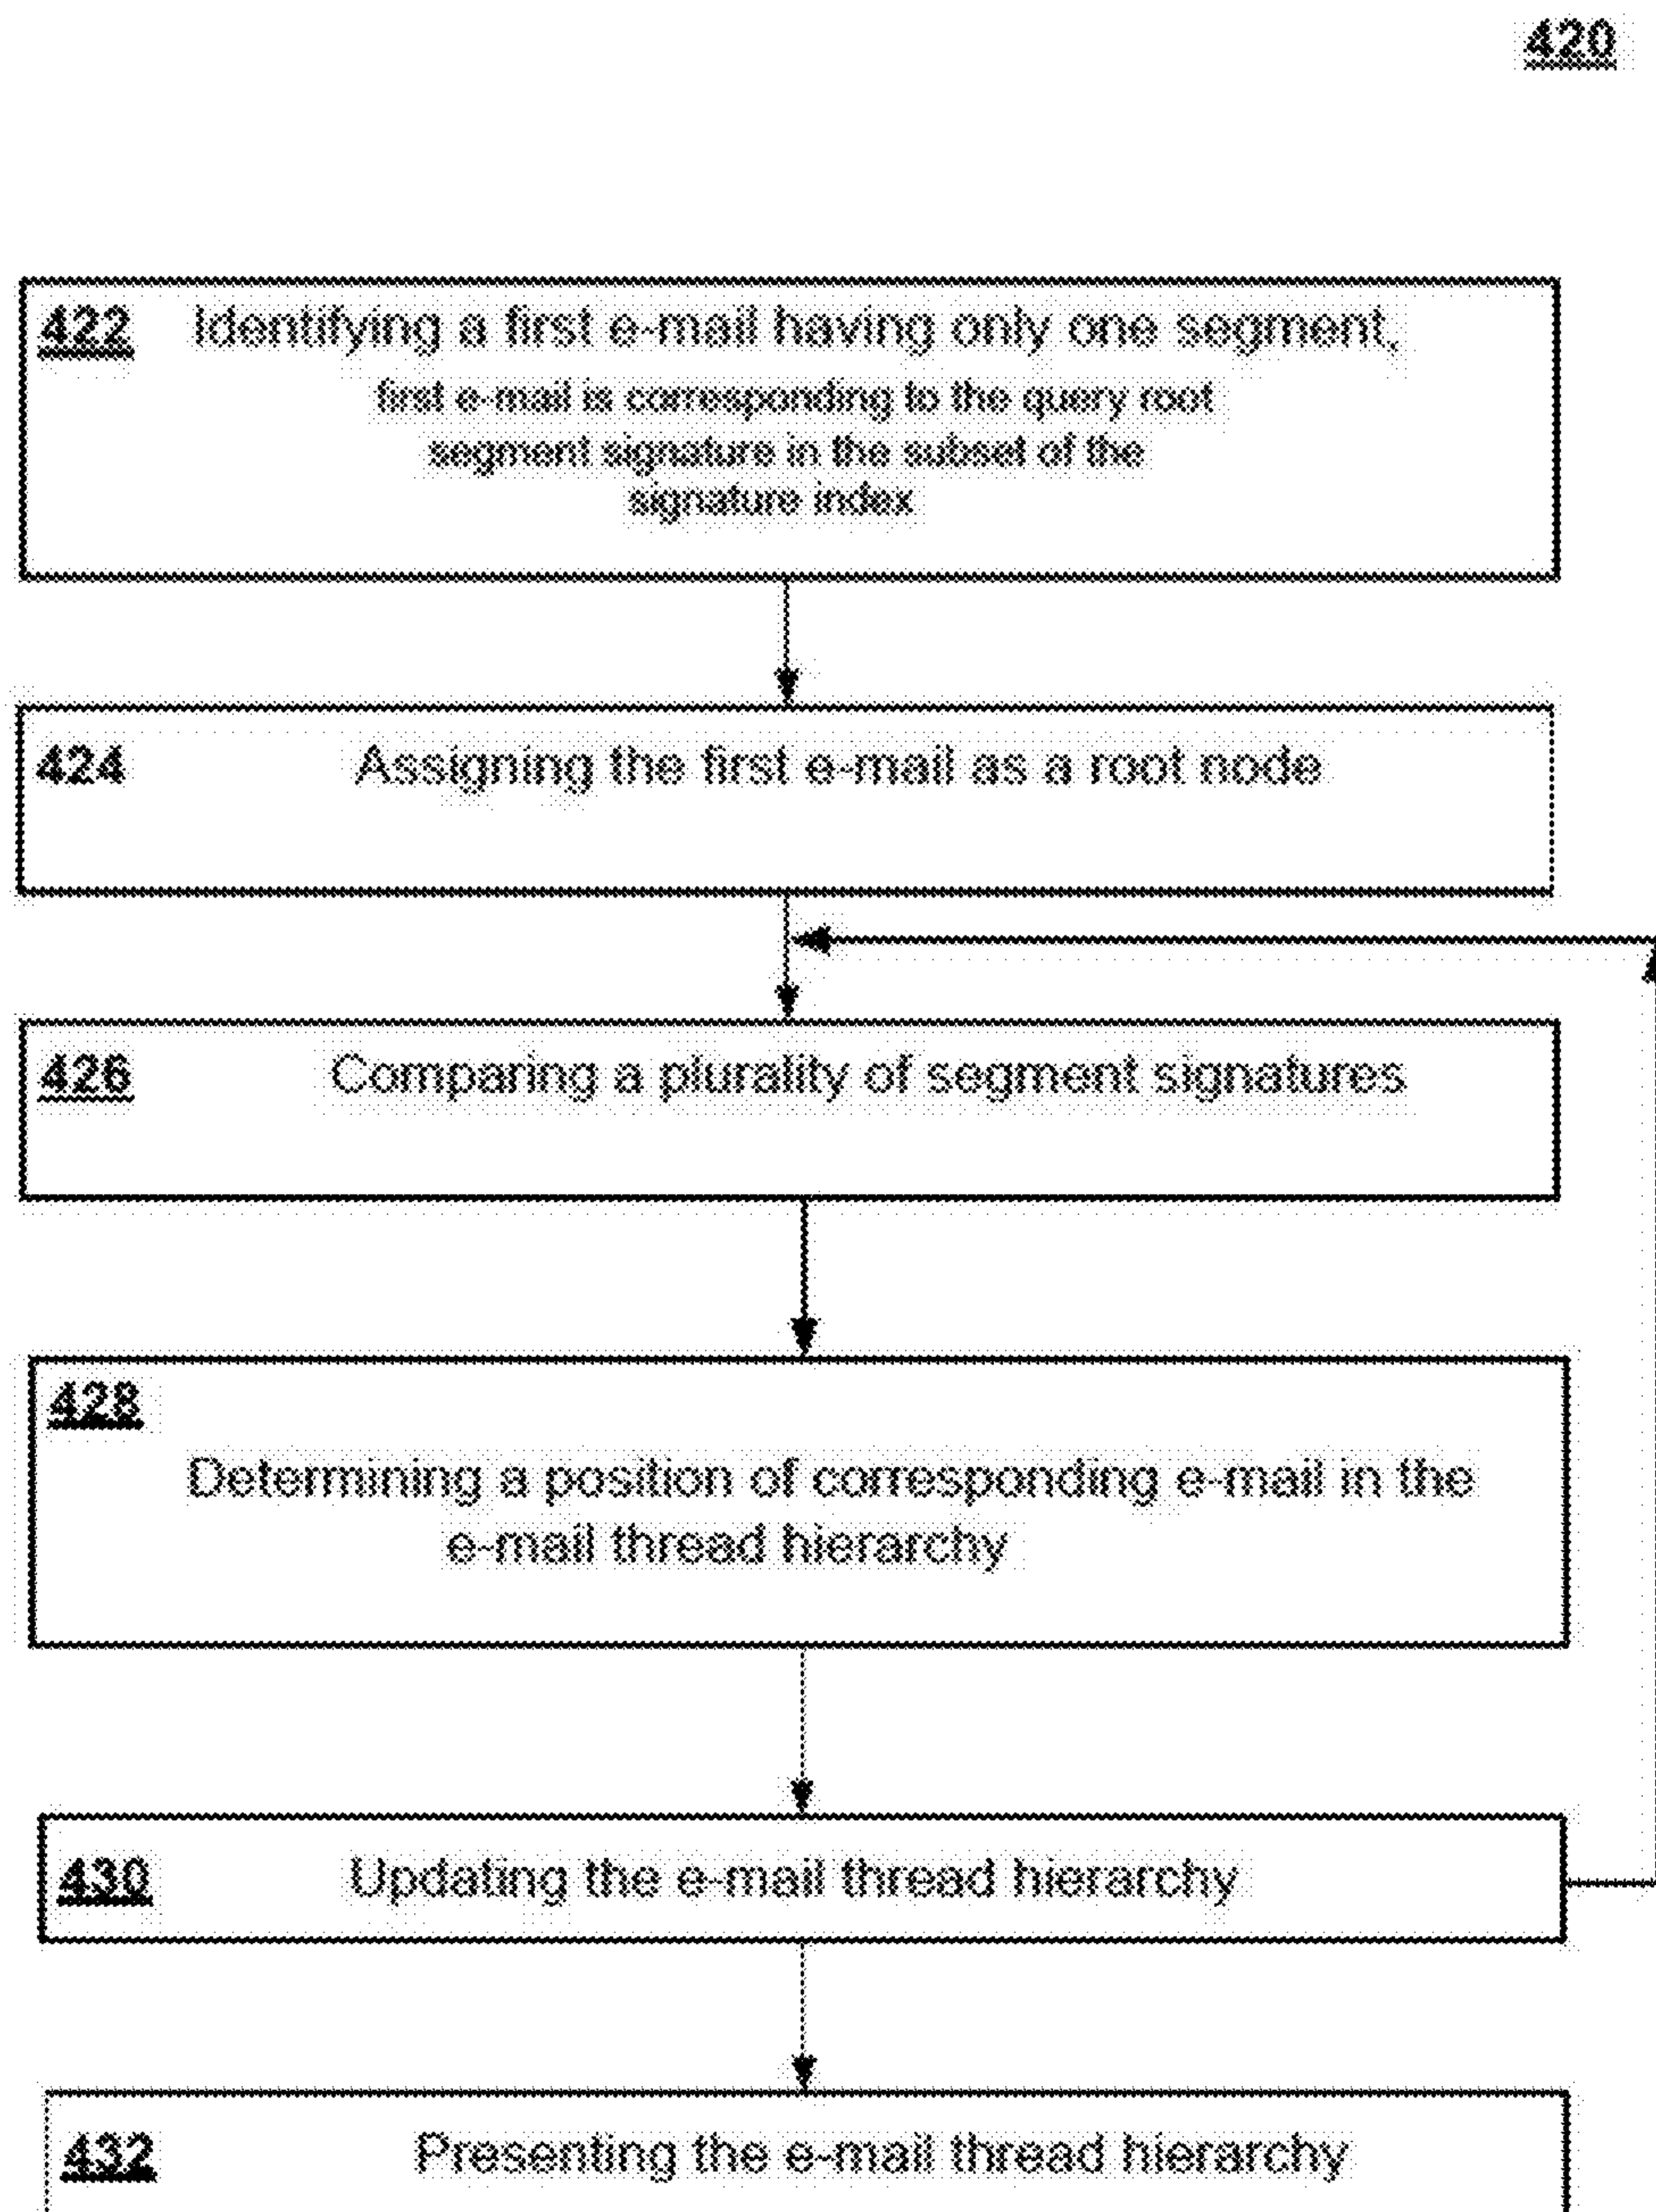 420
422 Identifying a first e-mail having only one segment,
first e-mail is corresponding to the query root
segment signature in the subset of the
signature index
424 Assigning the first e-mail as a root node
426 Comparing a plurality of segment signatures
428
Determining a position of corresponding e-mail in the
e-mail thread hierarchy
430 Updating the e-mail thread hierarchy
432 Presenting the e-mail thread hierarchy